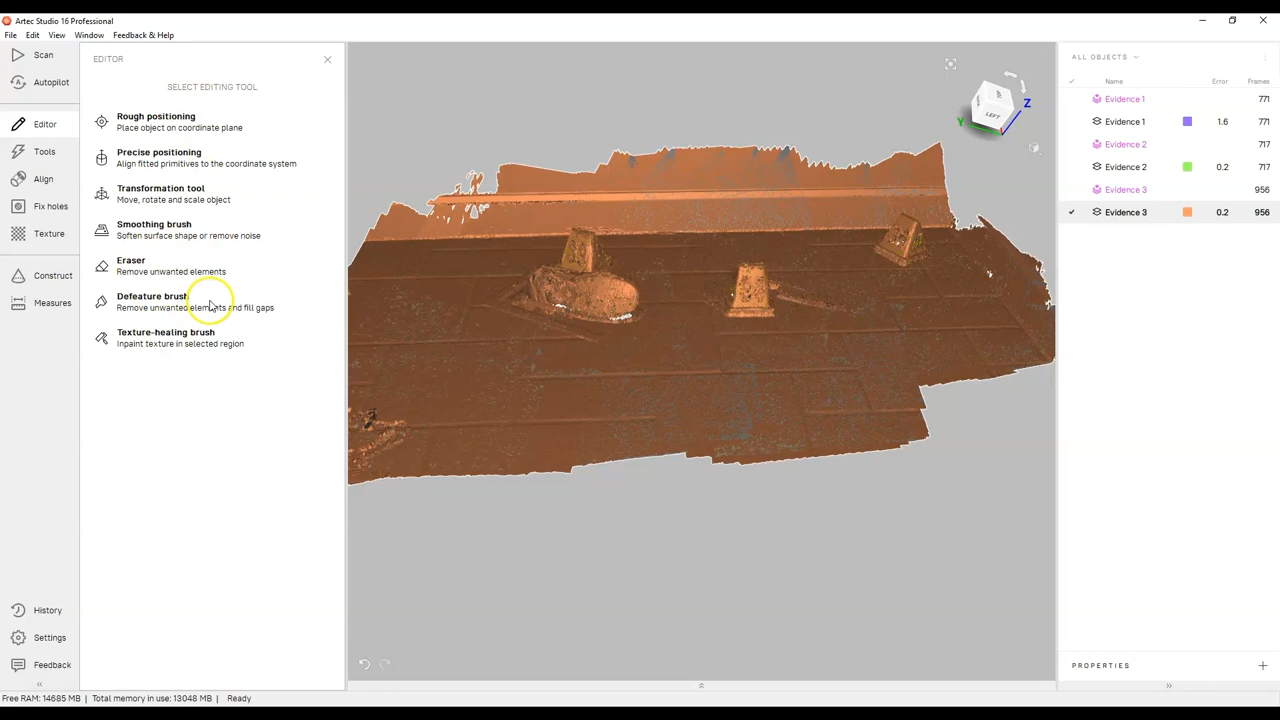 Artec Studio 16 Professional
File Edit View Window Feedback & Help
Scan
Autopilot
Editor
Tools
Align
Fix holes
Texture
Construct
Measures
History
Settings
Feedback
EDITOR
SELECT EDITING TOOL
Rough positioning
Place object on coordinate plane
Precise positioning
Align fitted primitives to the coordinate system
Transformation tool
Move, rotate and scale object
Smoothing brush
Soften surface shape or remove noise
Eraser
Remove unwanted elements
Defeature brush
Remove unwanted elements and fill gaps
Texture-healing brush
Inpaint texture in selected region
LEFT
Z
Y
ALL OBJECTS
Name Error Frames
Evidence 1 771
Evidence 1 1.6 771
Evidence 2 717
Evidence 2 0.2 717
Evidence 3 956
Evidence 3 0.2 956
PROPERTIES
Free RAM: 14685 MB | Total memory in use: 13048 MB | Ready